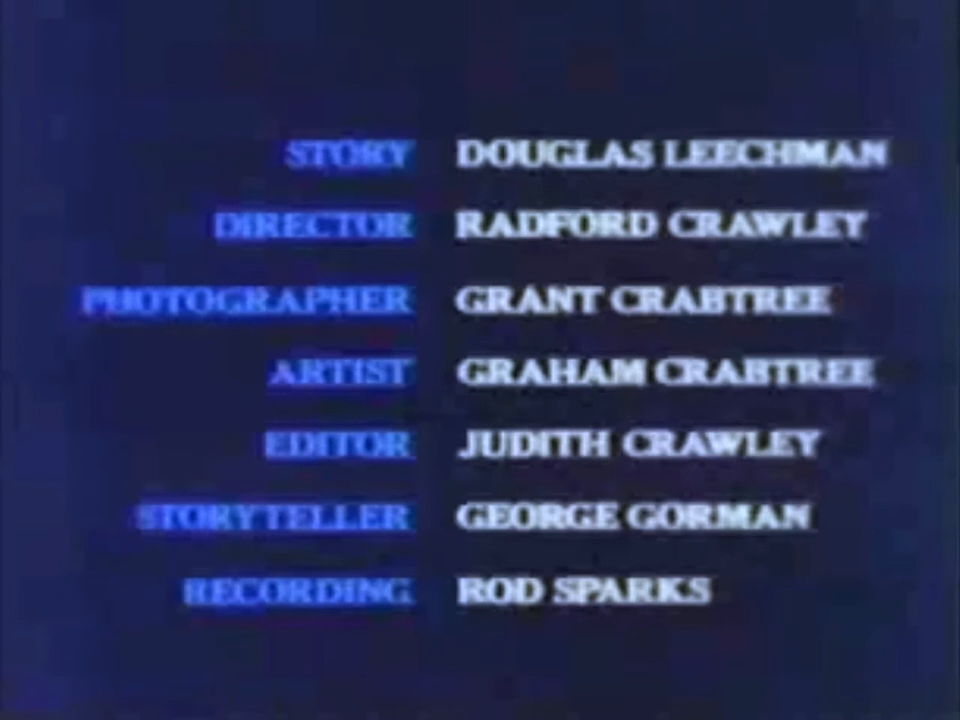 STORY DOUGLAS LEECHMAN
DIRECTOR RADFORD CRAWLEY
PHOTOGRAPHER GRANT CRABTREE
ARTIST GRAHAM CRABTREE
EDITOR JUDITH CRAWLEY
STORYTELLER GEORGE GORMAN
RECORDING ROD SPARKS